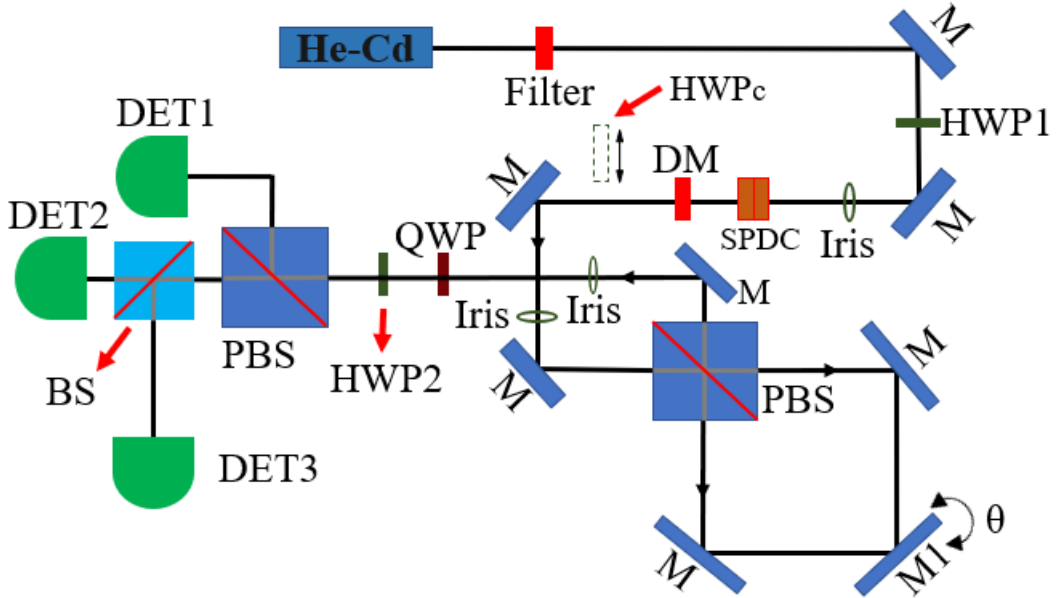 He-Cd
M
Filter
HWPc
HWP1
DET1
M
DM
M
SPDC
Iris
DET2
QWP
M
Iris
Iris
M
M
PBS
HWP2
M
PBS
BS
DET3
θ
M
M1